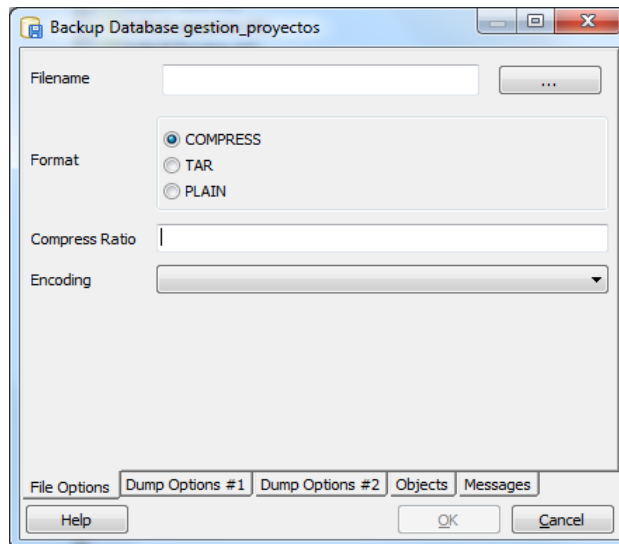 Backup Database gestion_proyectos
Filename
...
COMPRESS
Format
TAR
PLAIN
Compress Ratio
Encoding
File Options Dump Options #1 Dump Options #2 Objects Messages
Help OK Cancel